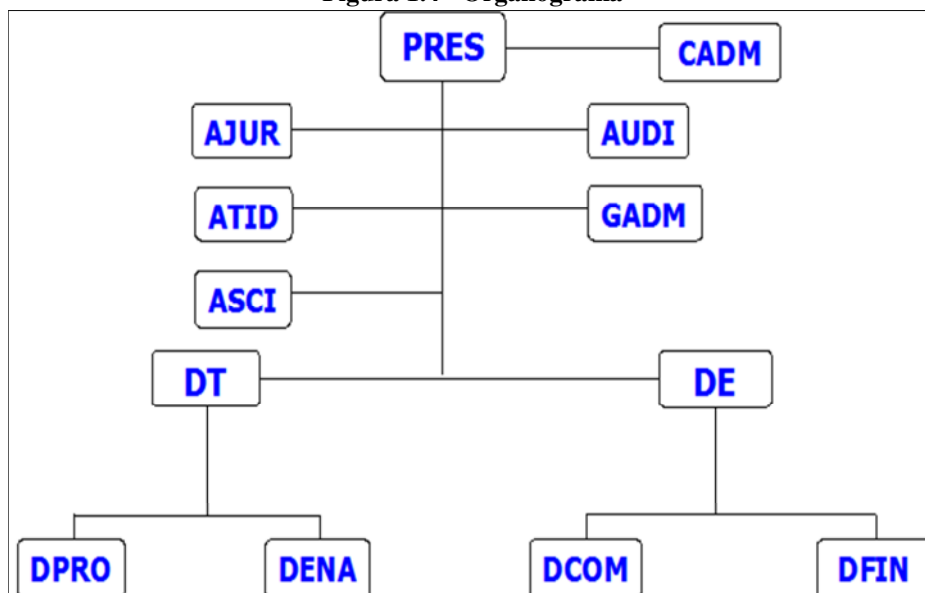 PRES
CADM
AJUR
AUDI
ATID
GADM
ASCI
DT
DE
DPRO
DENA
DCOM
DFIN